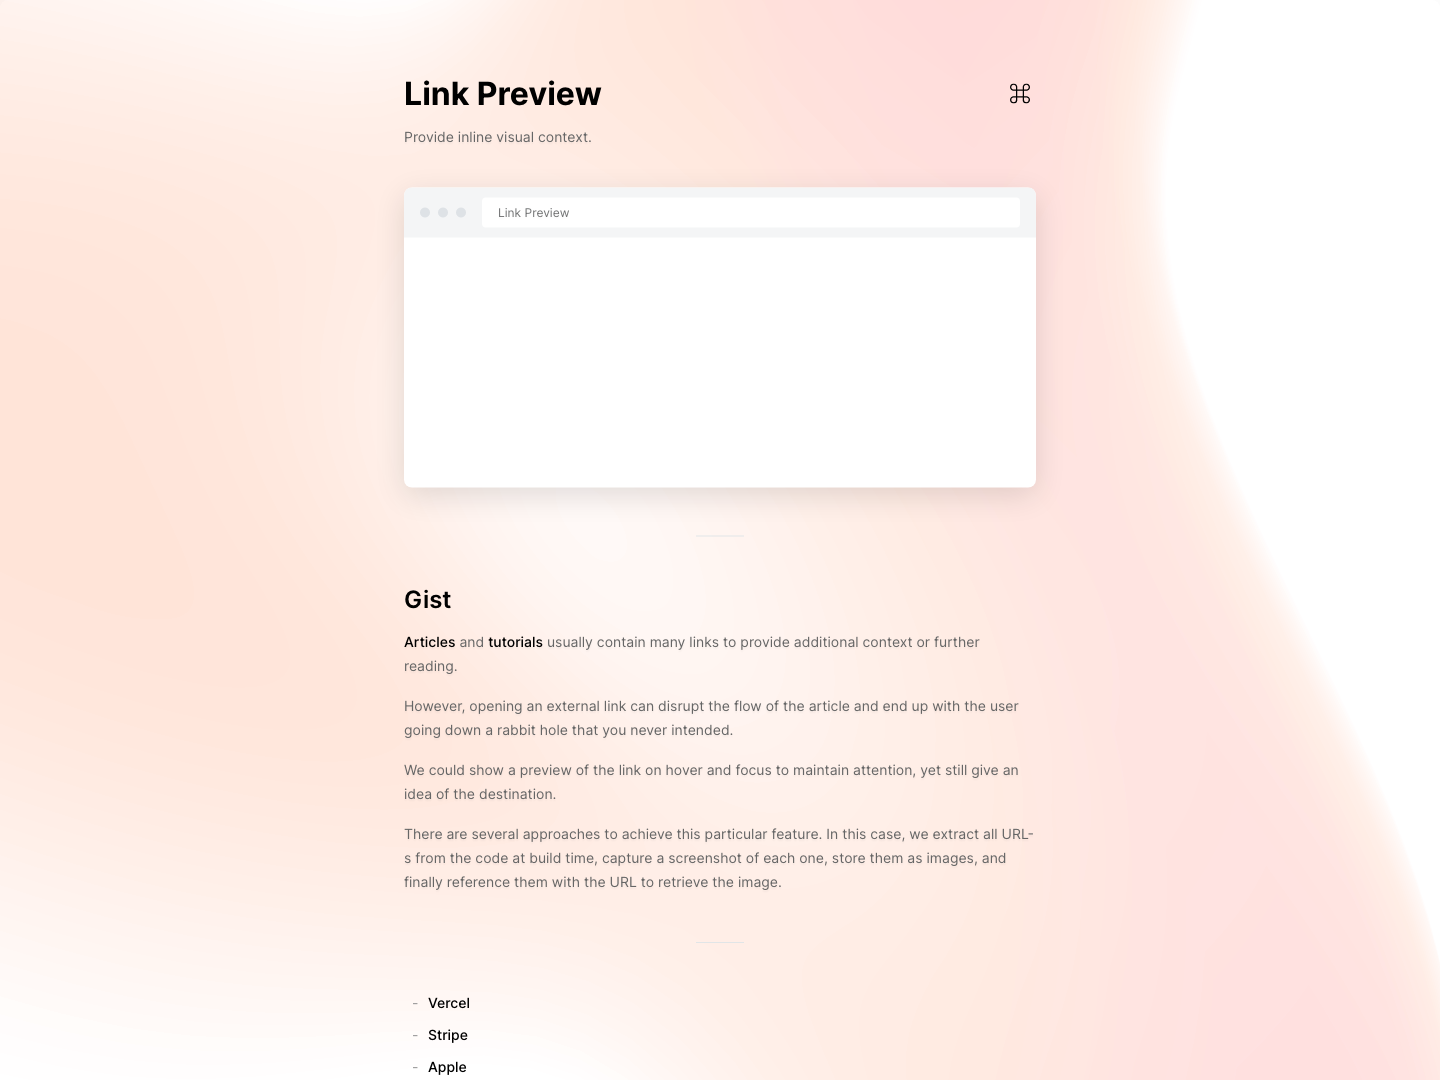 Link Preview
⌘
Provide inline visual context.
Link Preview
Gist
Articles and tutorials usually contain many links to provide additional context or further
reading.
However, opening an external link can disrupt the flow of the article and end up with the user
going down a rabbit hole that you never intended.
We could show a preview of the link on hover and focus to maintain attention, yet still give an
idea of the destination.
There are several approaches to achieve this particular feature. In this case, we extract all URL-
s from the code at build time, capture a screenshot of each one, store them as images, and
finally reference them with the URL to retrieve the image.
- Vercel
- Stripe
- Apple